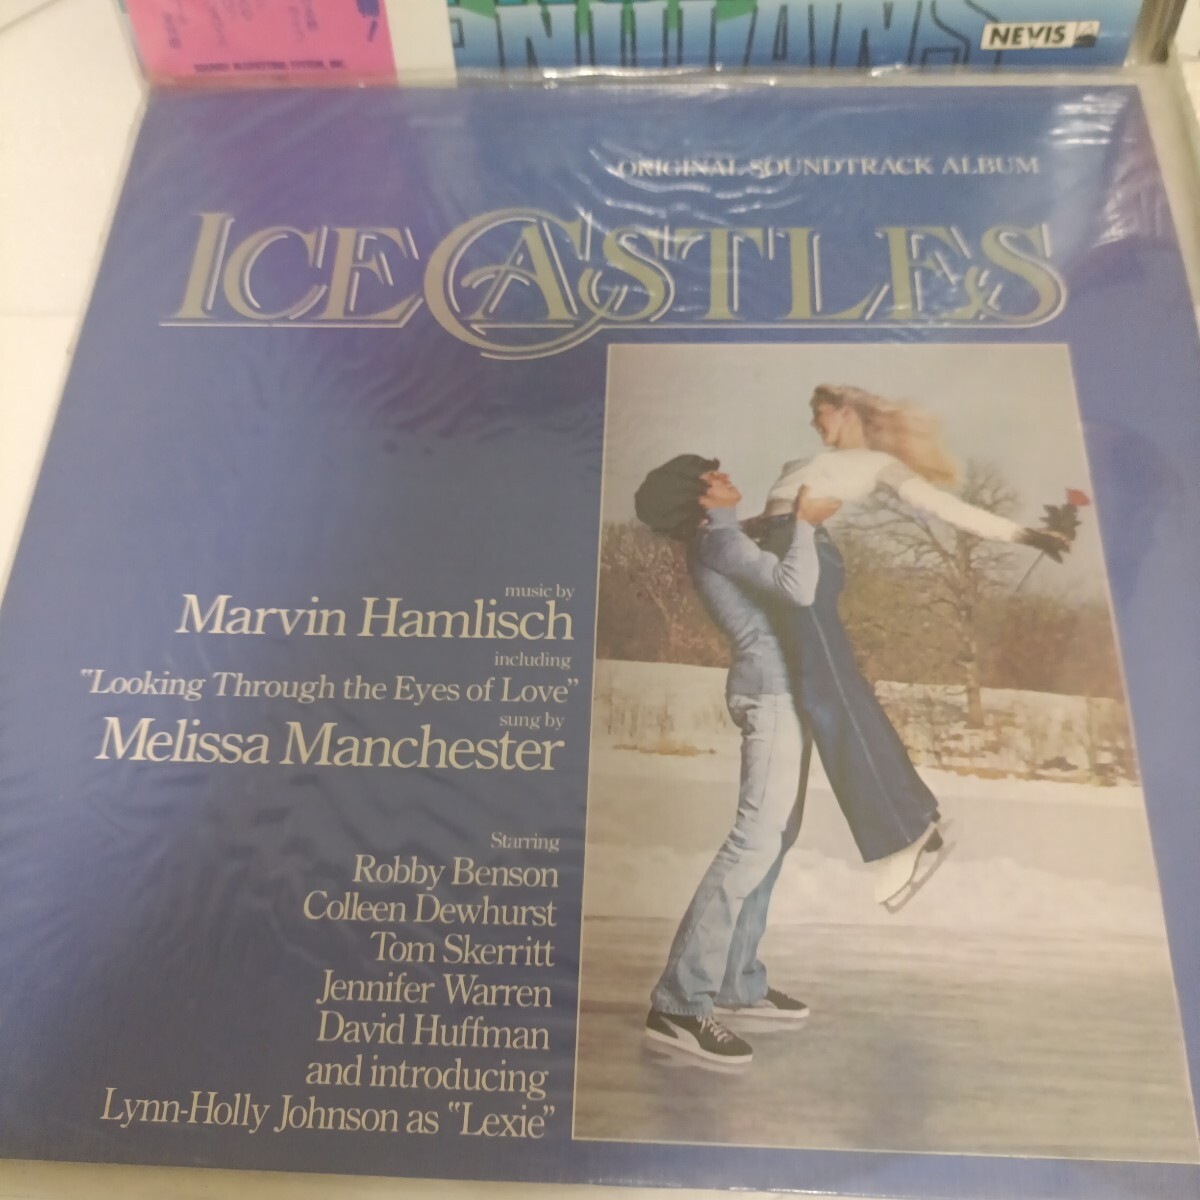 NEVIS
ORIGINAL SOUNDTRACK ALBUM
ICE CASTLES
music by
Marvin Hamlisch
including
"Looking Through the Eyes of Love"
sung by
Melissa Manchester
Starring
Robby Benson
Colleen Dewhurst
Tom Skerritt
Jennifer Warren
David Huffman
and introducing
Lynn-Holly Johnson as "Lexie"